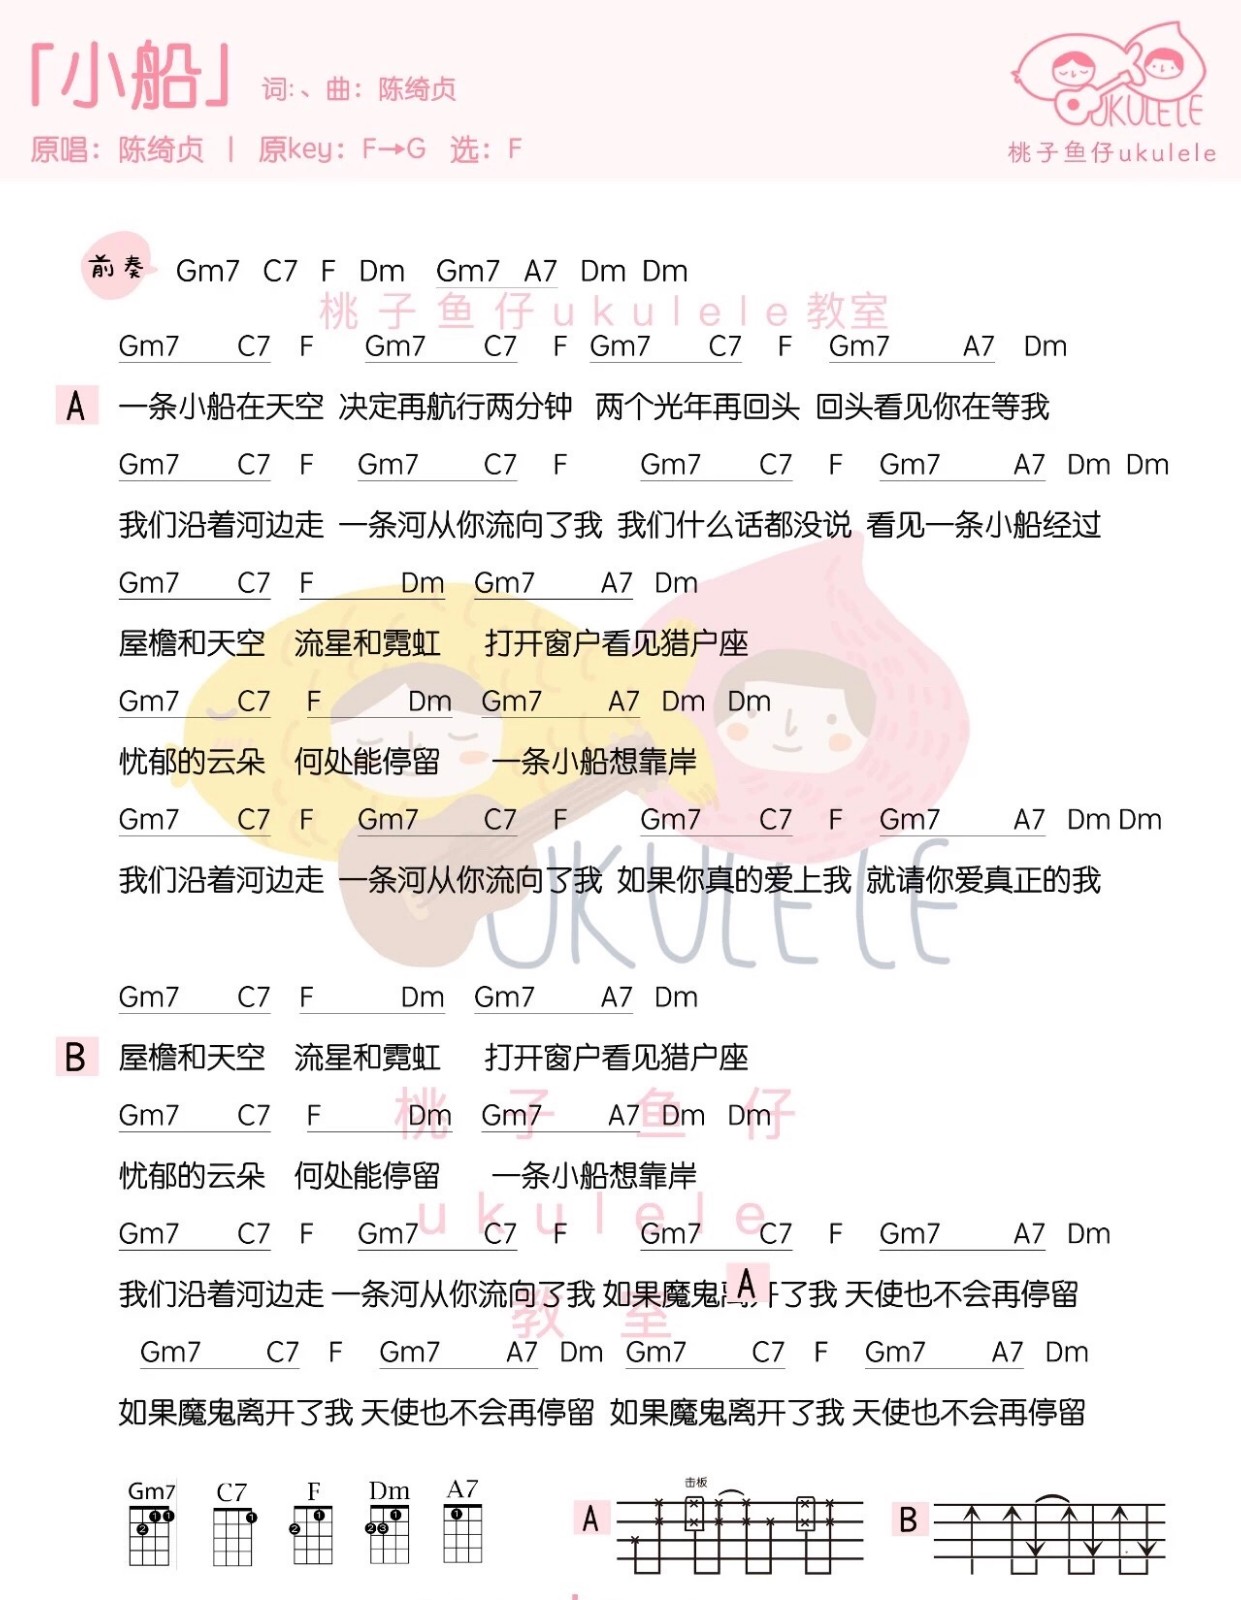 「小船」 词:、曲：陈绮贞
原唱：陈绮贞 | 原key：F→G 选：F
UKULELE
桃子鱼仔ukulele
前奏 Gm7 C7 F Dm Gm7 A7 Dm Dm
桃子鱼仔ukulele教室
Gm7 C7 F Gm7 C7 F Gm7 C7 F Gm7 A7 Dm
A 一条小船在天空 决定再航行两分钟 两个光年再回头 回头看见你在等我
Gm7 C7 F Gm7 C7 F Gm7 C7 F Gm7 A7 Dm Dm
我们沿着河边走 一条河从你流向了我 我们什么话都没说 看见一条小船经过
Gm7 C7 F Dm Gm7 A7 Dm
屋檐和天空 流星和霓虹 打开窗户看见猎户座
Gm7 C7 F Dm Gm7 A7 Dm Dm
忧郁的云朵 何处能停留 一条小船想靠岸
Gm7 C7 F Gm7 C7 F Gm7 C7 F Gm7 A7 Dm Dm
我们沿着河边走 一条河从你流向了我 如果你真的爱上我 就请你爱真正的我
UKULELE
Gm7 C7 F Dm Gm7 A7 Dm
B 屋檐和天空 流星和霓虹 打开窗户看见猎户座
桃子鱼仔
Gm7 C7 F Dm Gm7 A7 Dm Dm
忧郁的云朵 何处能停留 一条小船想靠岸
ukulele
Gm7 C7 F Gm7 C7 F Gm7 C7 F Gm7 A7 Dm
A
我们沿着河边走 一条河从你流向了我 如果魔鬼离开了我 天使也不会再停留
教室
Gm7 C7 F Gm7 A7 Dm Gm7 C7 F Gm7 A7 Dm
如果魔鬼离开了我 天使也不会再停留 如果魔鬼离开了我 天使也不会再停留
Gm7 C7 F Dm A7
1 1 2
1
1 2
1 2 3
1
击板
A
B